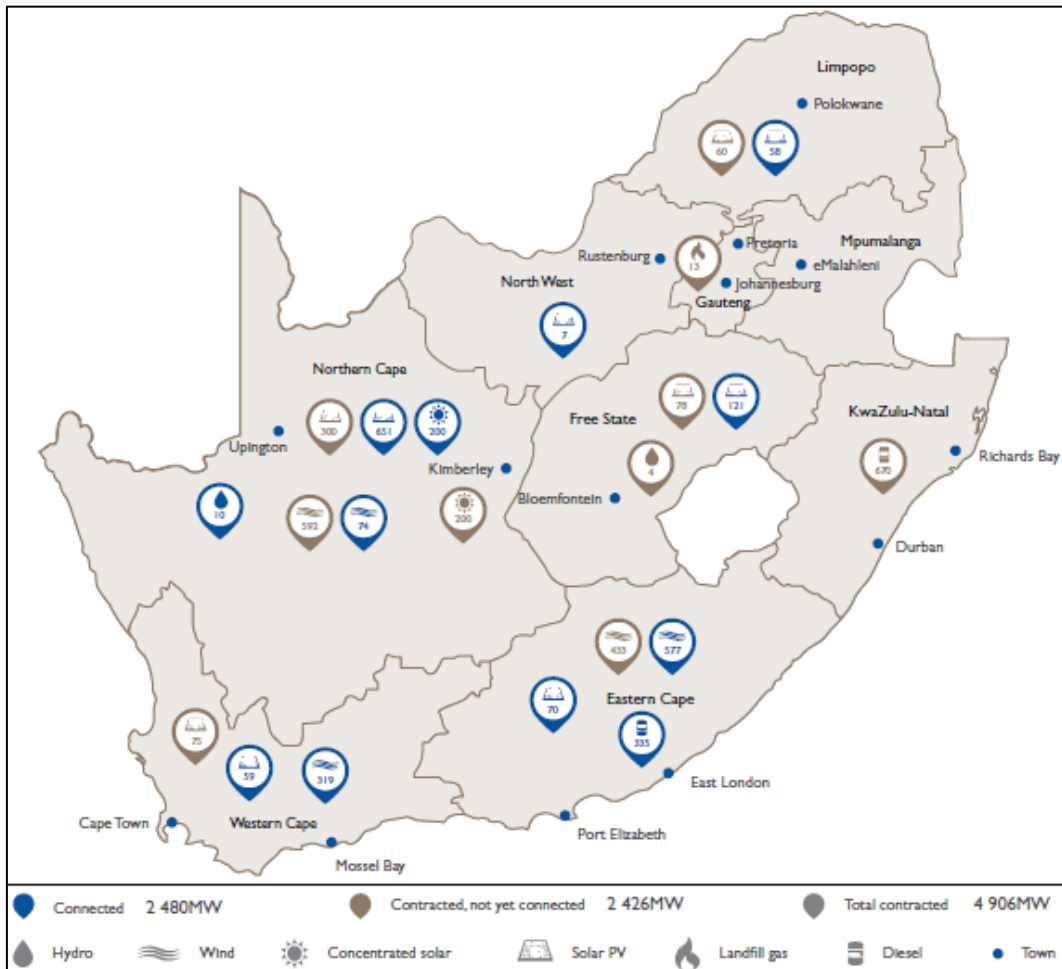 Limpopo
Polokwane
60
58
Pretoria
Mpumalanga
Rustenburg
13
eMalahleni
North West
Johannesburg
Gauteng
7
Northern Cape
78
121
KwaZulu-Natal
300
651
200
Free State
Upington
Richards Bay
Kimberley
4
670
Bloemfontein
10
592
74
200
Durban
433
577
70
Eastern Cape
75
335
59
319
East London
Cape Town
Western Cape
Port Elizabeth
Mossel Bay
Connected 2 480MW Contracted, not yet connected 2 426MW Total contracted 4 906MW
Hydro Wind Concentrated solar Solar PV Landfill gas Diesel Town